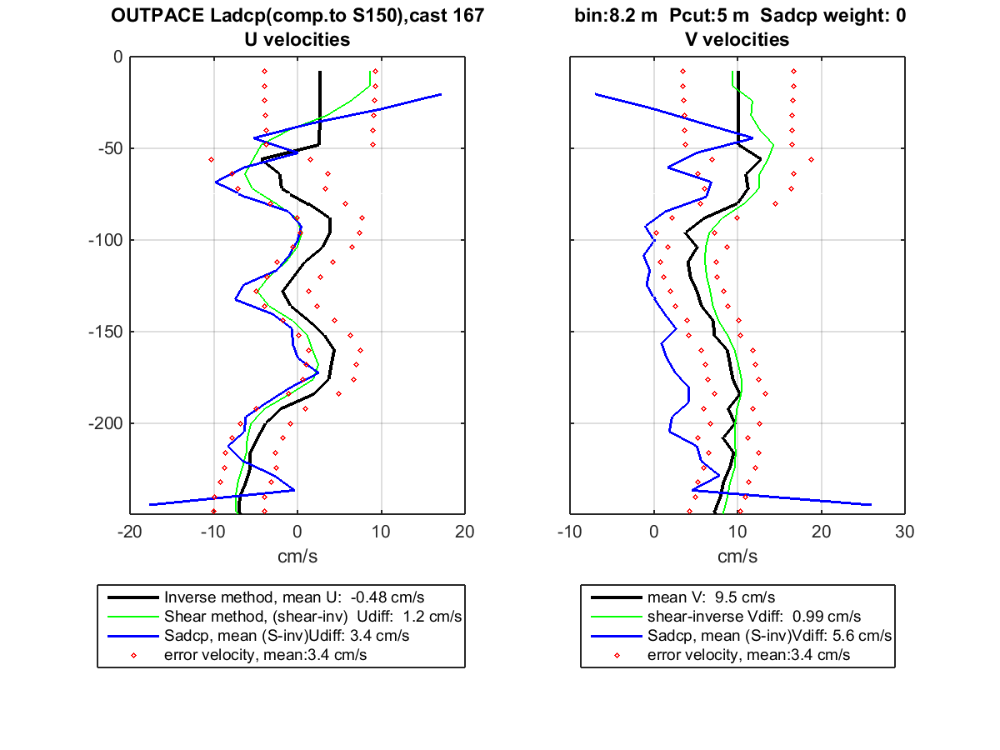 OUTPACE Ladcp(comp.to S150),cast 167
U velocities
bin:8.2 m  Pcut:5 m  Sadcp weight: 0
V velocities
0
-50
-100
-150
-200
-20 -10 0 10 20
cm/s
-10 0 10 20 30
cm/s
Inverse method, mean U:  -0.48 cm/s
Shear method, (shear-inv)  Udiff:  1.2 cm/s
Sadcp, mean (S-inv)Udiff: 3.4 cm/s
error velocity, mean:3.4 cm/s
mean V:  9.5 cm/s
shear-inverse Vdiff:  0.99 cm/s
Sadcp, mean (S-inv)Vdiff: 5.6 cm/s
error velocity, mean:3.4 cm/s